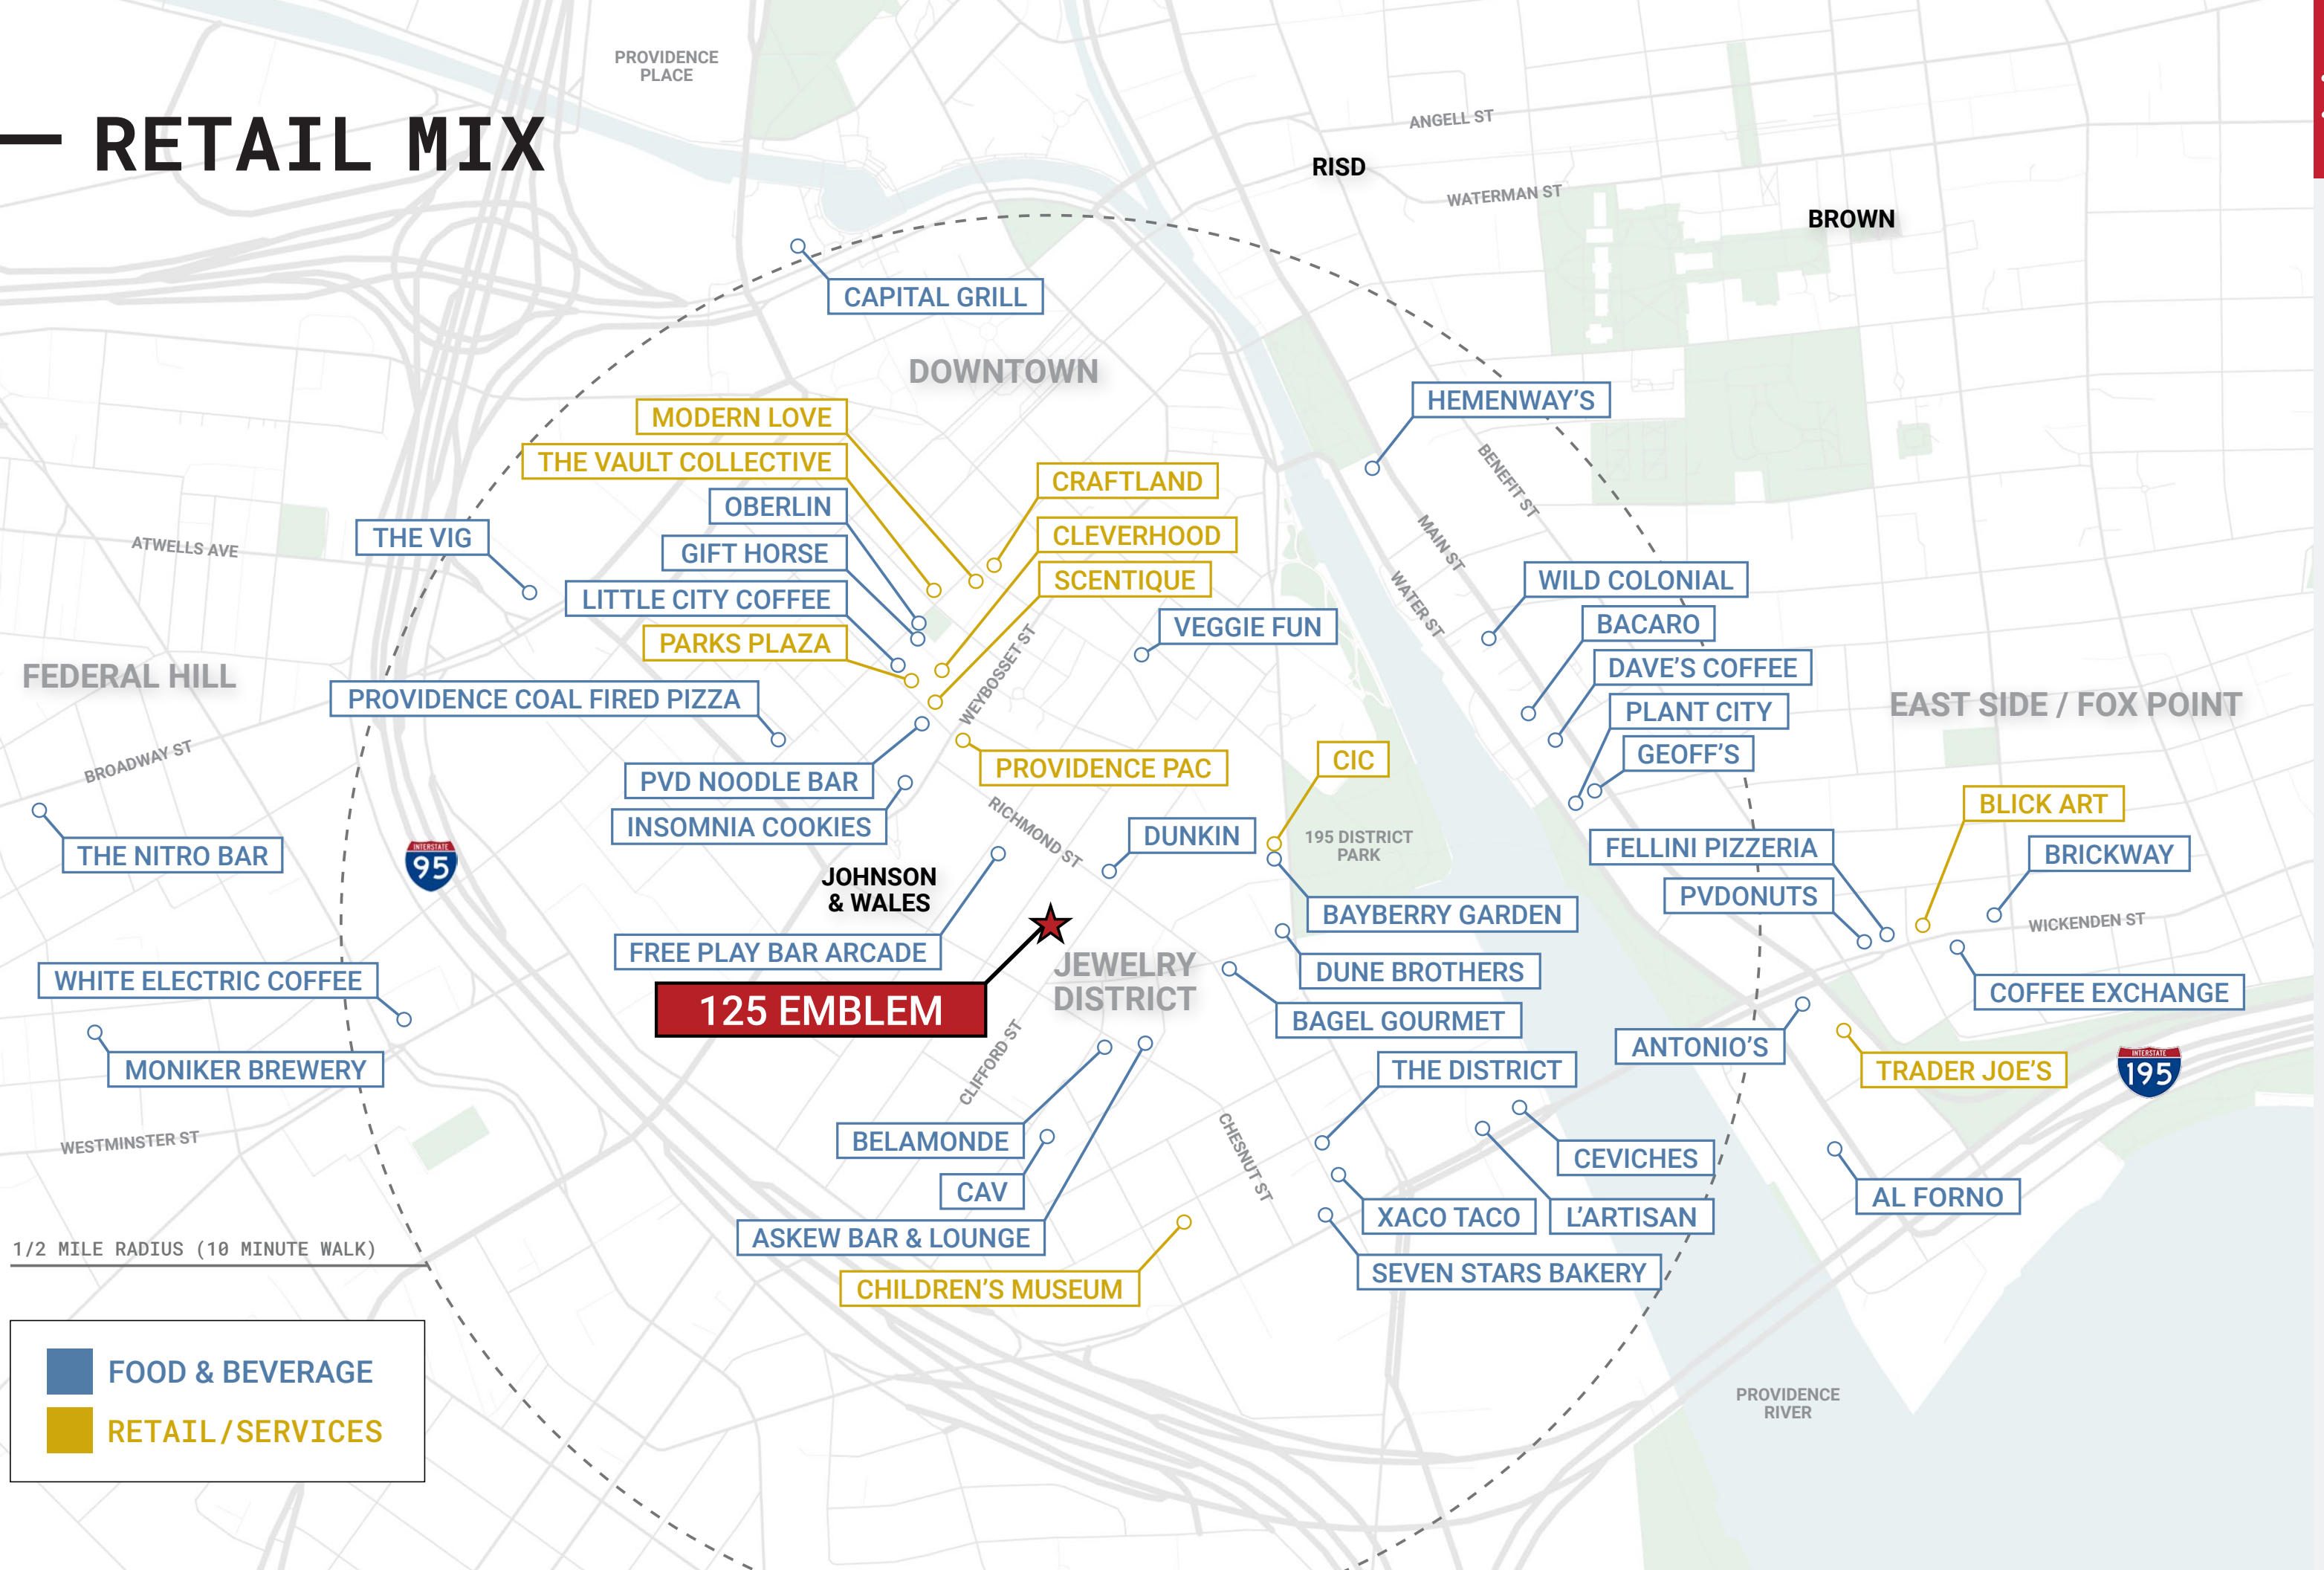 PROVIDENCE
PLACE
RETAIL MIX
ANGELL ST
RISD
WATERMAN ST
BROWN
CAPITAL GRILL
DOWNTOWN
HEMENWAY'S
MODERN LOVE
THE VAULT COLLECTIVE
CRAFTLAND
BENEFIT ST
OBERLIN
THE VIG
ATWELLS AVE
CLEVERHOOD
MAIN ST
GIFT HORSE
SCENTIQUE
WILD COLONIAL
LITTLE CITY COFFEE
WATER ST
VEGGIE FUN
BACARO
PARKS PLAZA
WEYBOSSET ST
DAVE'S COFFEE
FEDERAL HILL
PROVIDENCE COAL FIRED PIZZA
EAST SIDE / FOX POINT
PLANT CITY
BROADWAY ST
GEOFF'S
CIC
PROVIDENCE PAC
PVD NOODLE BAR
BLICK ART
INSOMNIA COOKIES
RICHMOND ST
DUNKIN
195 DISTRICT
PARK
FELLINI PIZZERIA
BRICKWAY
THE NITRO BAR
INTERSTATE
95
JOHNSON
& WALES
PVDONUTS
BAYBERRY GARDEN
WICKENDEN ST
FREE PLAY BAR ARCADE
JEWELRY
DISTRICT
DUNE BROTHERS
WHITE ELECTRIC COFFEE
COFFEE EXCHANGE
125 EMBLEM
BAGEL GOURMET
ANTONIO'S
CLIFFORD ST
MONIKER BREWERY
THE DISTRICT
TRADER JOE'S
INTERSTATE
195
BELAMONDE
WESTMINSTER ST
CHESNUT ST
CEVICHES
CAV
AL FORNO
XACO TACO
L'ARTISAN
ASKEW BAR & LOUNGE
1/2 MILE RADIUS (10 MINUTE WALK)
SEVEN STARS BAKERY
CHILDREN'S MUSEUM
FOOD & BEVERAGE
PROVIDENCE
RIVER
RETAIL/SERVICES